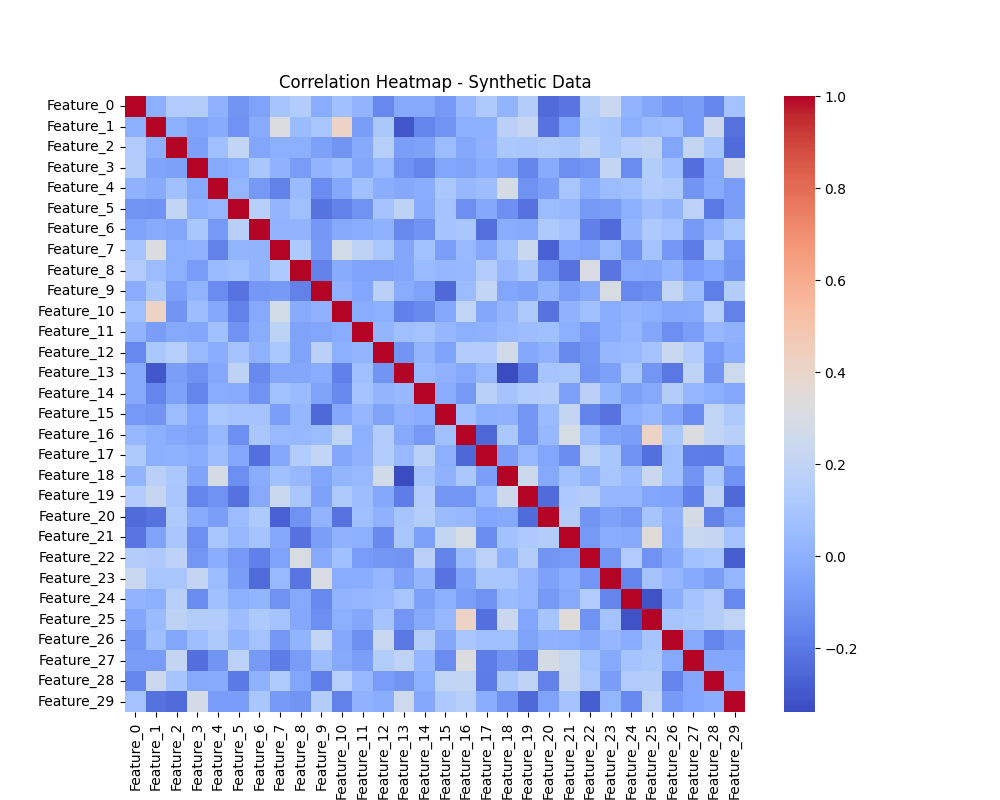 Correlation Heatmap - Synthetic Data
Feature_0
Feature_1
Feature_2
Feature_3
Feature_4
Feature_5
Feature_6
Feature_7
Feature_8
Feature_9
Feature_10
Feature_11
Feature_12
Feature_13
Feature_14
Feature_15
Feature_16
Feature_17
Feature_18
Feature_19
Feature_20
Feature_21
Feature_22
Feature_23
Feature_24
Feature_25
Feature_26
Feature_27
Feature_28
Feature_29
Feature_0
Feature_1
Feature_2
Feature_3
Feature_4
Feature_5
Feature_6
Feature_7
Feature_8
Feature_9
Feature_10
Feature_11
Feature_12
Feature_13
Feature_14
Feature_15
Feature_16
Feature_17
Feature_18
Feature_19
Feature_20
Feature_21
Feature_22
Feature_23
Feature_24
Feature_25
Feature_26
Feature_27
Feature_28
Feature_29
1.0
0.8
0.6
0.4
0.2
0.0
−0.2